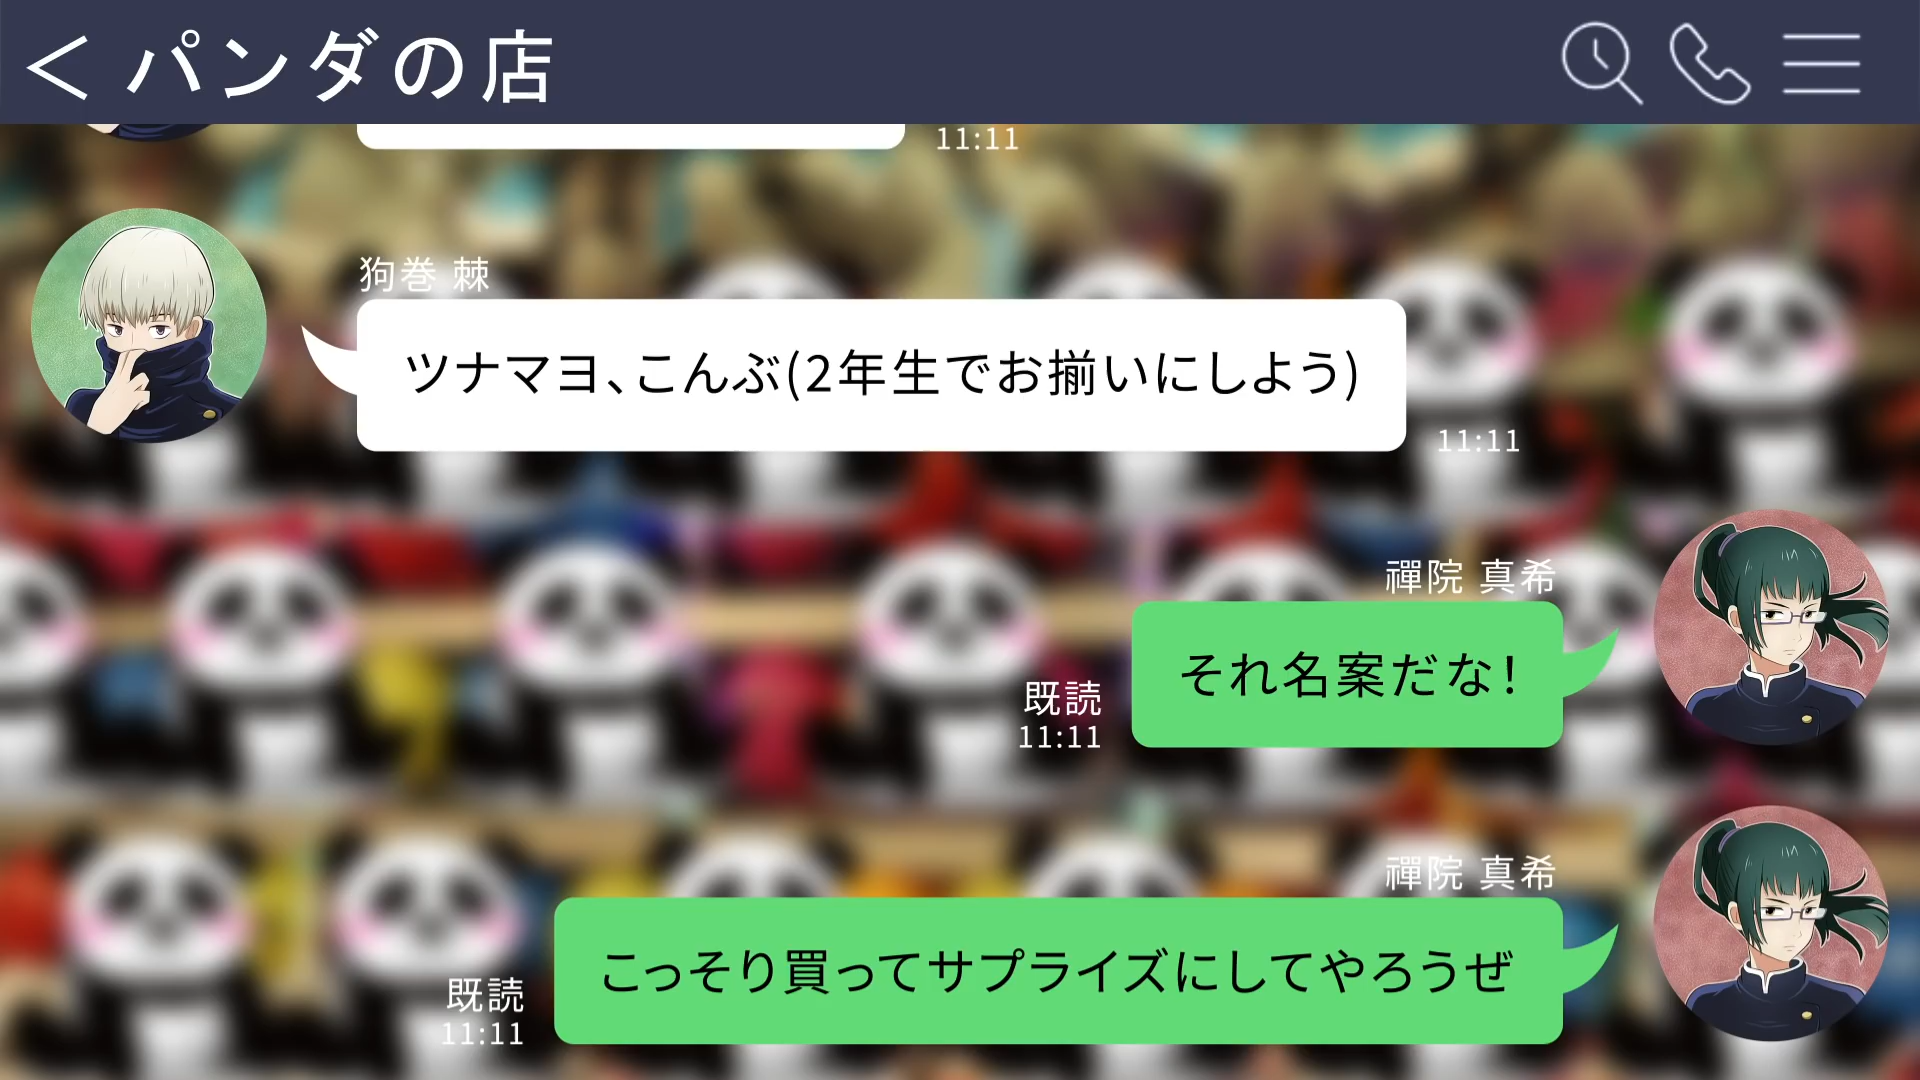 < パンダの店
11:11
狗巻 棘
ツナマヨ、こんぶ(2年生でお揃いにしよう)
11:11
禪院 真希
それ名案だな!
既読
11:11
禪院 真希
こっそり買ってサプライズにしてやろうぜ
既読
11:11